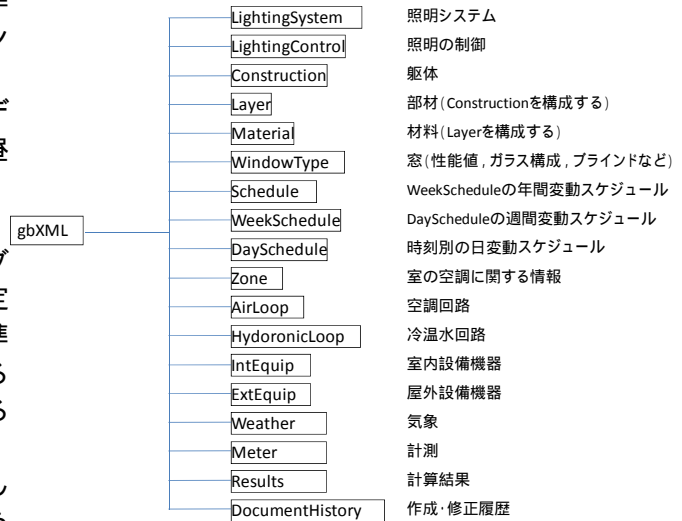 LightingSystem 照明システム
LightingControl 照明の制御
Construction 躯体
Layer 部材(Constructionを構成する)
Material 材料(Layerを構成する)
WindowType 窓(性能値,ガラス構成,ブラインドなど)
Schedule WeekScheduleの年間変動スケジュール
WeekSchedule DayScheduleの週間変動スケジュール
gbXML
DaySchedule 時刻別の日変動スケジュール
Zone 室の空調に関する情報
AirLoop 空調回路
HydoronicLoop 冷温水回路
IntEquip 室内設備機器
ExtEquip 屋外設備機器
Weather 気象
Meter 計測
Results 計算結果
DocumentHistory 作成・修正履歴